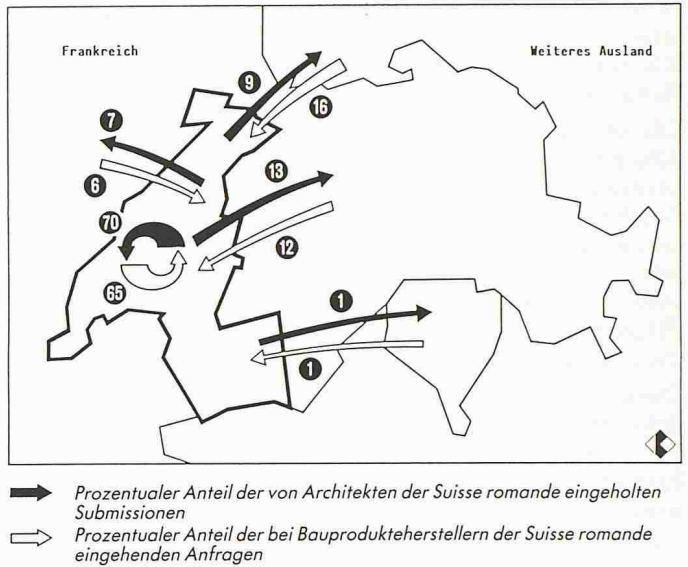 Frankreich
Weiteres Ausland
9
16
7
6
13
70
12
65
1
1
Prozentualer Anteil der von Architekten der Suisse romande eingeholten
Submissionen
Prozentualer Anteil der bei Bauprodukteherstellern der Suisse romande
eingehenden Anfragen